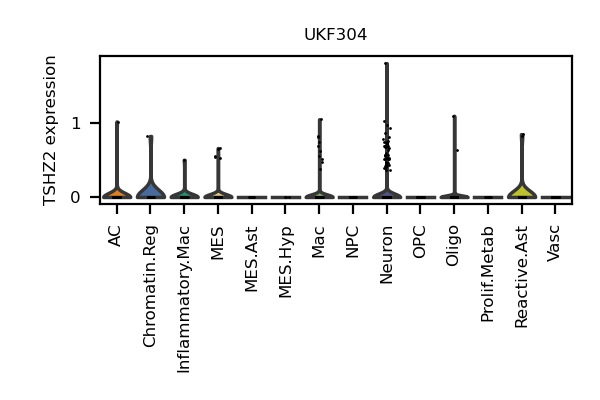 UKF304
TSHZ2 expression
1
0
AC
Chromatin.Reg
Inflammatory.Mac
MES
MES.Ast
MES.Hyp
Mac
NPC
Neuron
OPC
Oligo
Prolif.Metab
Reactive.Ast
Vasc